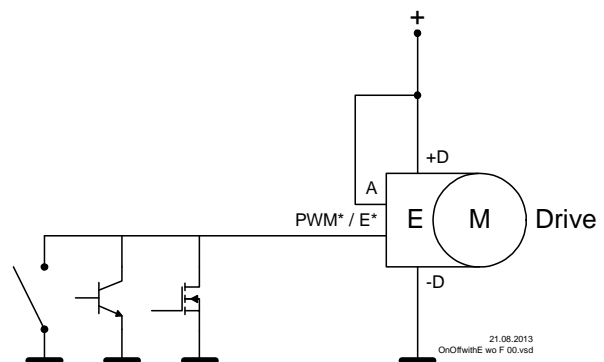 +
+D
A
PWM* / E*
E M Drive
-D
21.08.2013
OnOffwithE wo F 00.vsd